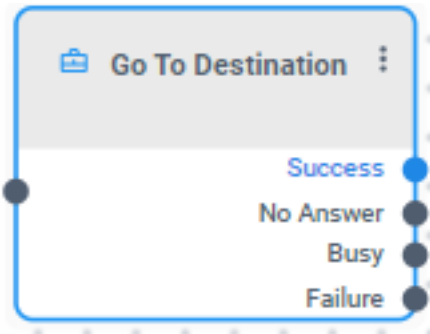 Go To Destination
Success
No Answer
Busy
Failure